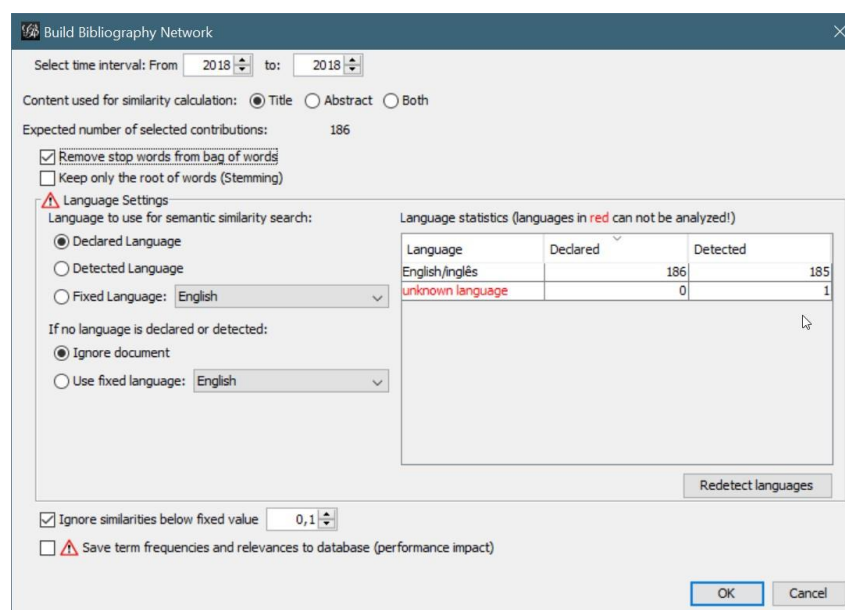 Build Bibliography Network
Select time interval: From 2018 to: 2018
Content used for similarity calculation: Title Abstract Both
Expected number of selected contributions: 186
Remove stop words from bag of words
Keep only the root of words (Stemming)
Language Settings
Language to use for semantic similarity search:
Declared Language
Detected Language
Fixed Language: English
If no language is declared or detected:
Ignore document
Use fixed language: English
Language statistics (languages in red can not be analyzed!)
Language Declared Detected
English/inglês 186 185
unknown language 0 1
Redetect languages
Ignore similarities below fixed value 0,1
Save term frequencies and relevances to database (performance impact)
OK Cancel